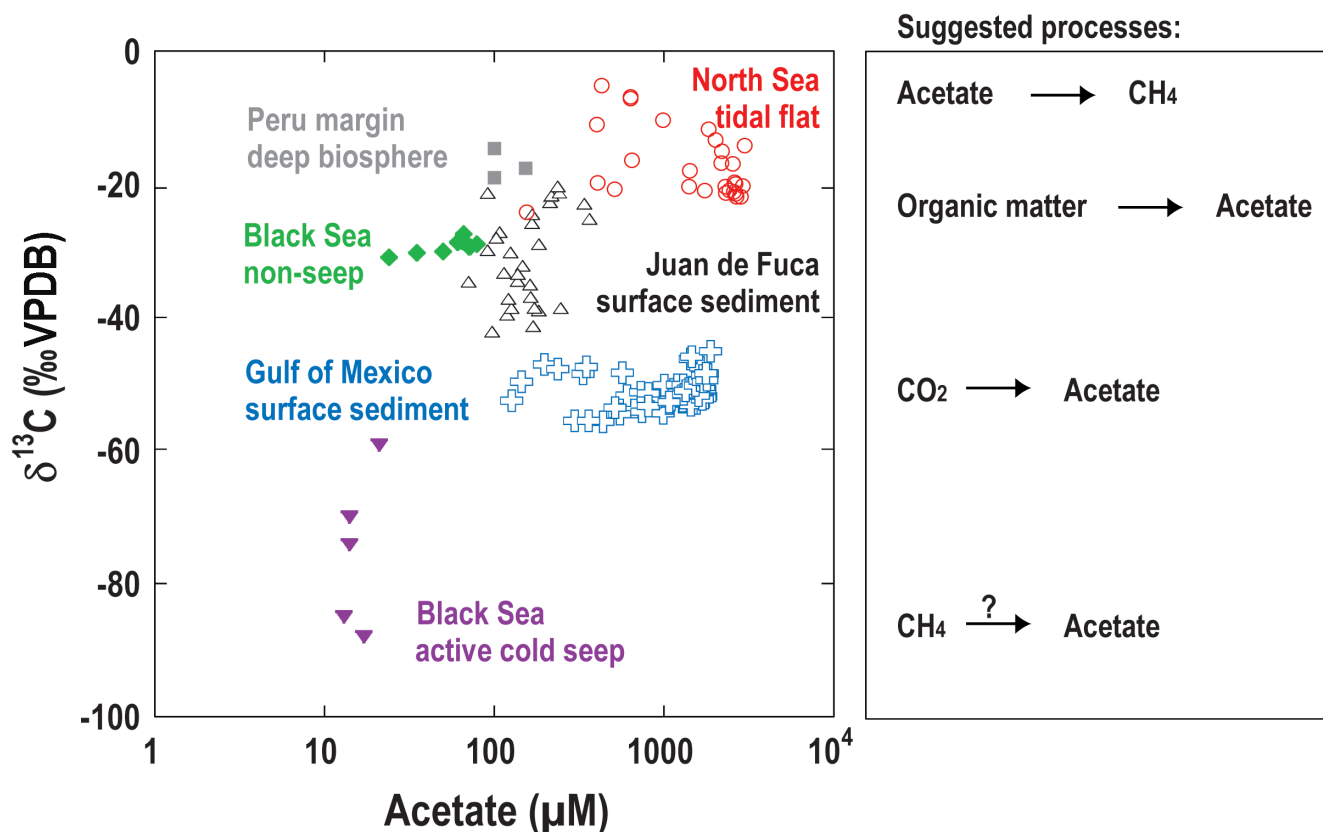 Suggested processes:
0
-20
-40
-60
-80
-100
δ¹³C (‰VPDB)
North Sea
tidal flat
Peru margin
deep biosphere
Black Sea
non-seep
Juan de Fuca
surface sediment
Gulf of Mexico
surface sediment
Black Sea
active cold seep
1
10
100
1000
10⁴
Acetate (µM)
Acetate → CH₄
Organic matter → Acetate
CO₂ → Acetate
?
CH₄ → Acetate